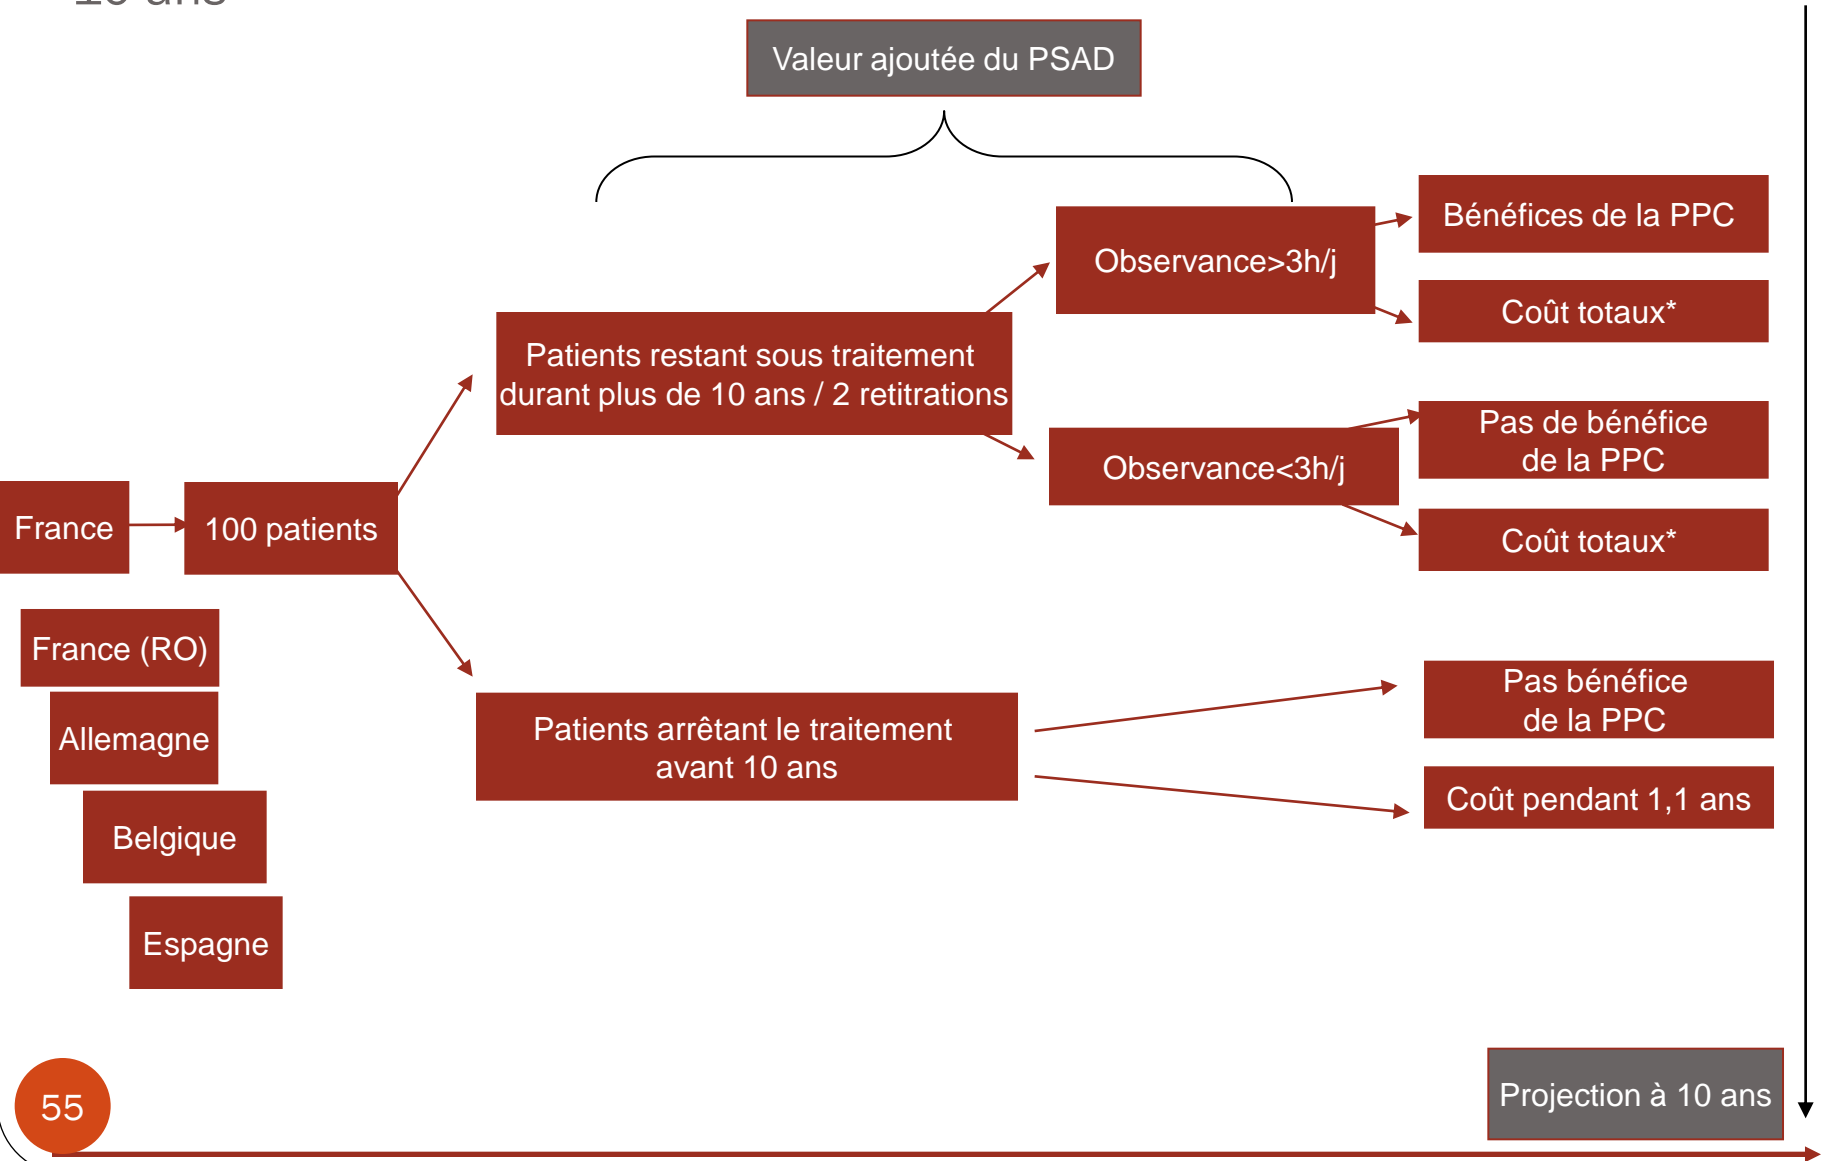 10 ans
Valeur ajoutée du PSAD
Bénéfices de la PPC
Observance>3h/j
Coût totaux*
Patients restant sous traitement
durant plus de 10 ans / 2 retitrations
Pas de bénéfice
de la PPC
Observance<3h/j
France
100 patients
Coût totaux*
France (RO)
Allemagne
Belgique
Espagne
Patients arrêtant le traitement
avant 10 ans
Pas bénéfice
de la PPC
Coût pendant 1,1 ans
Projection à 10 ans
55